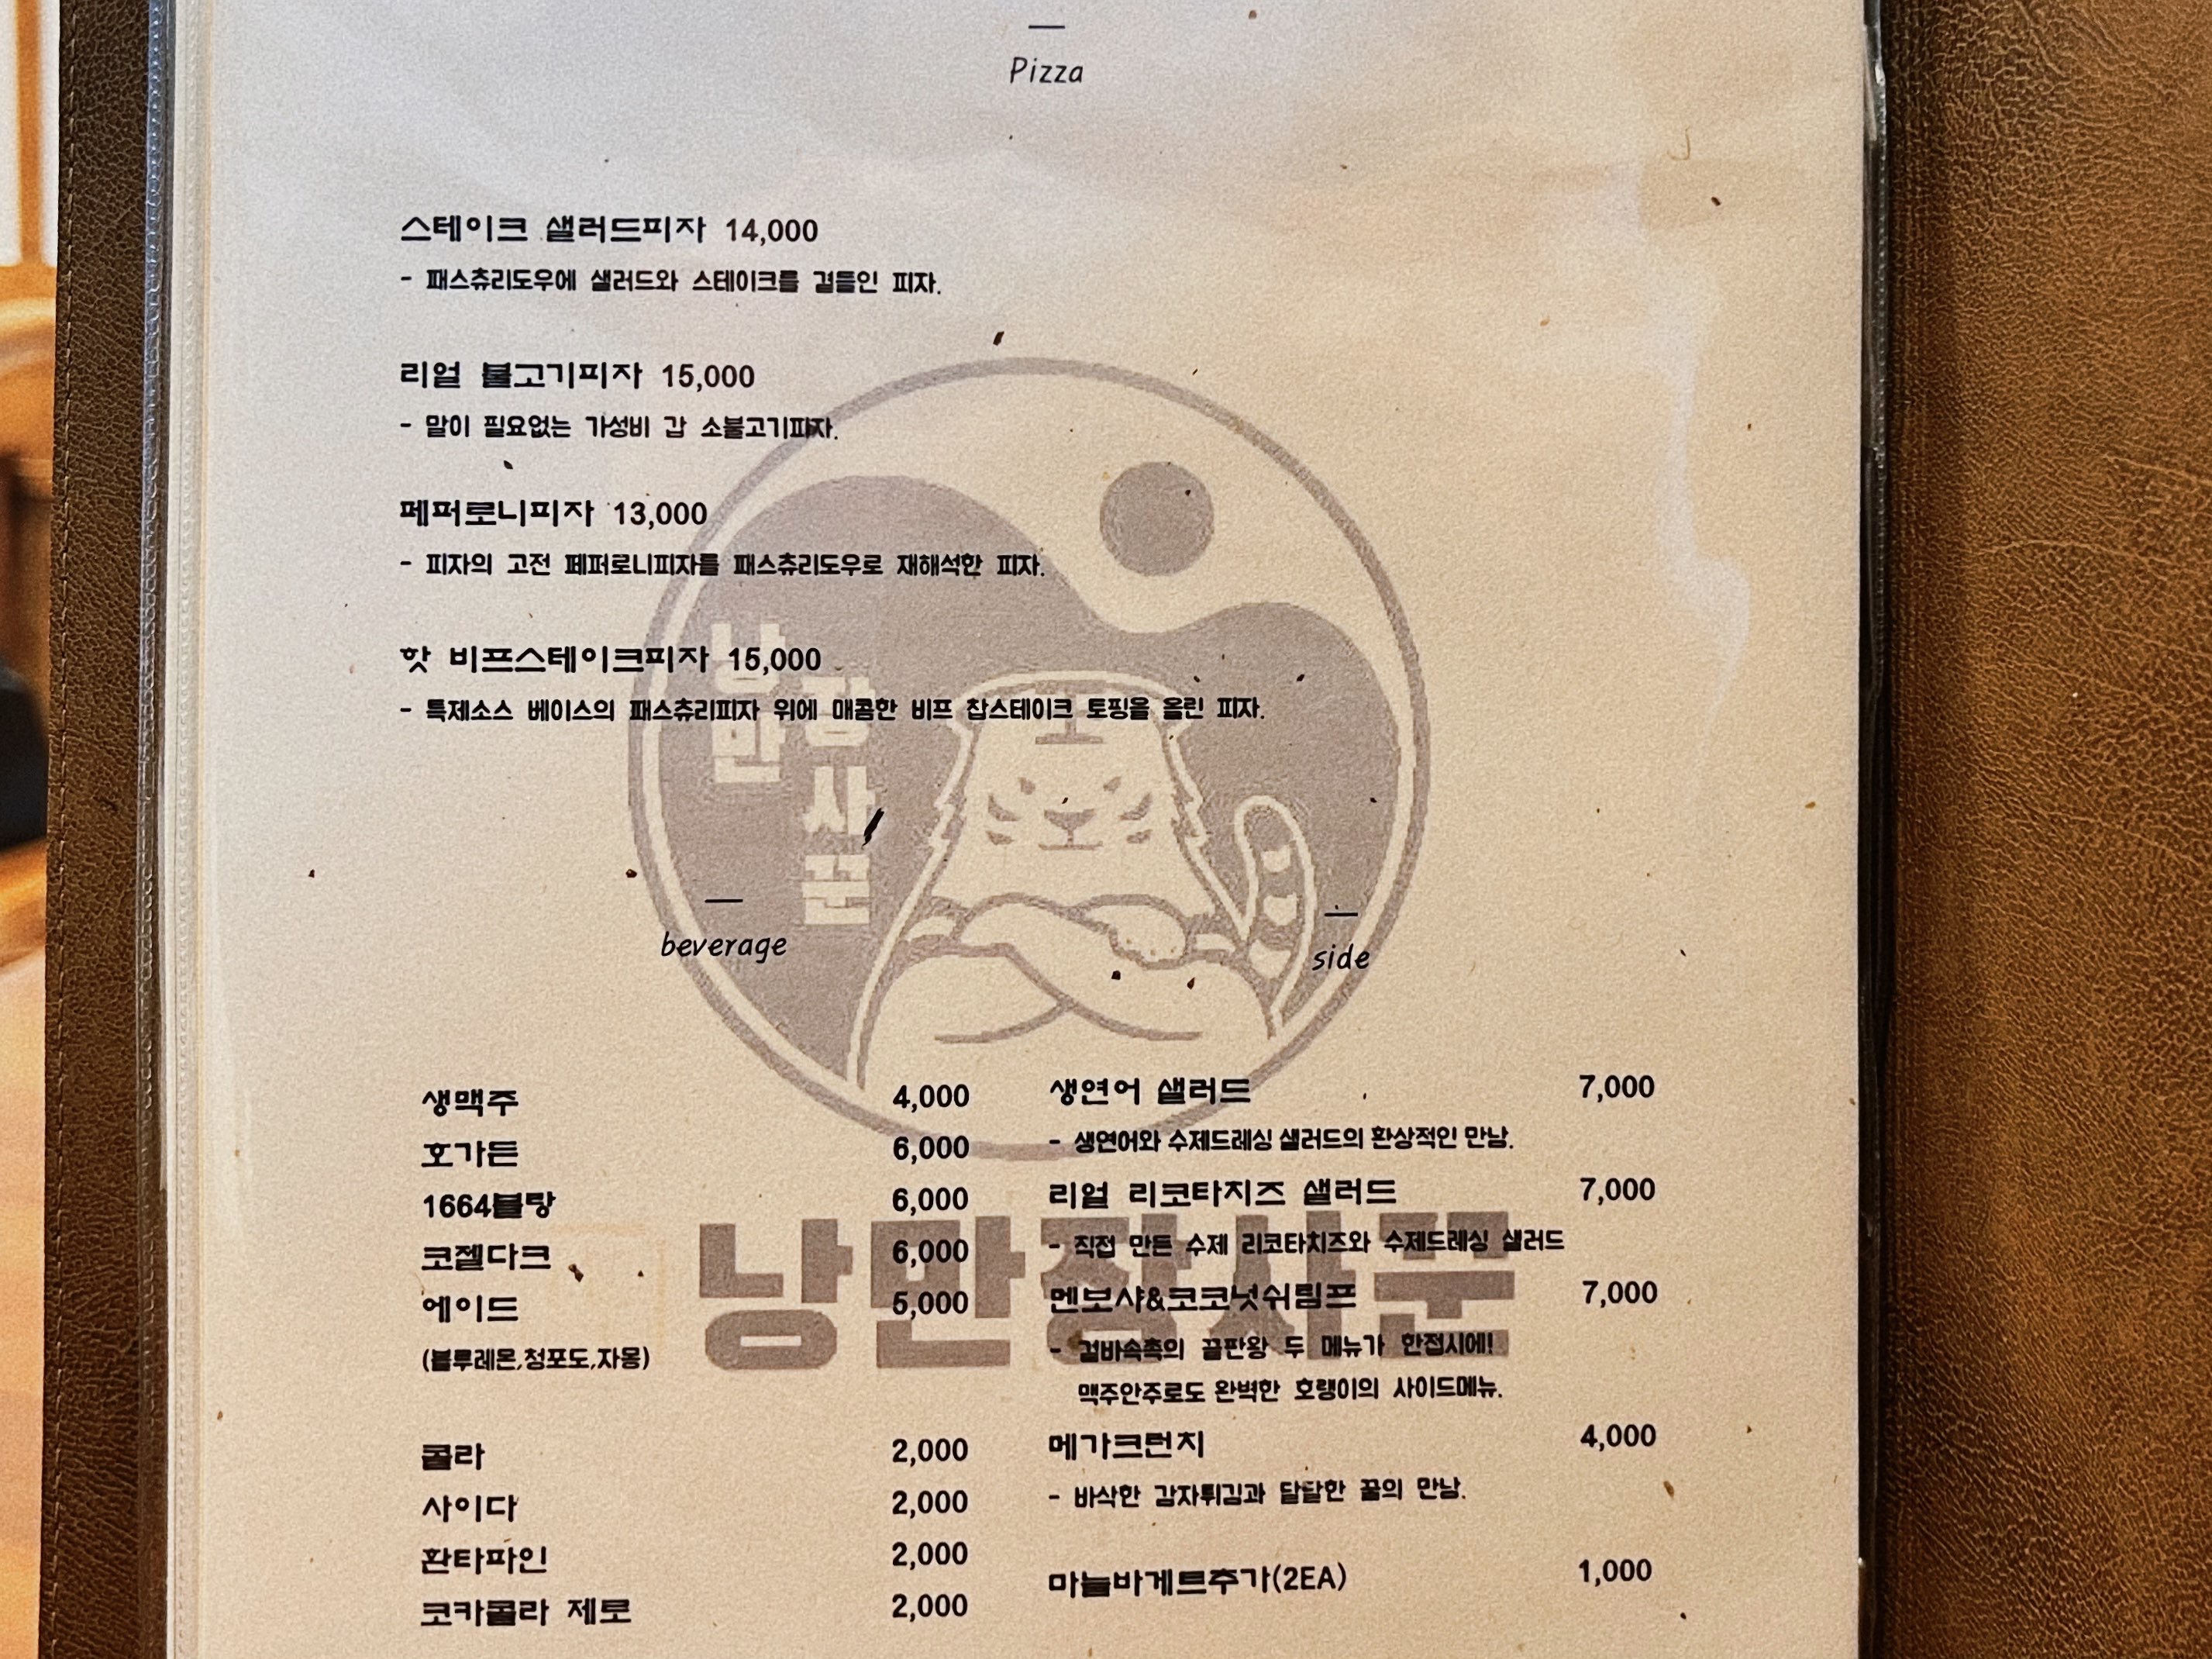 Pizza
스테이크 샐러드피자 14,000
- 패스츄리도우에 샐러드와 스테이크를 곁들인 피자.
리얼 불고기피자 15,000
- 말이 필요없는 가성비 갑 소불고기피자.
페퍼로니피자 13,000
- 피자의 고전 페퍼로니피자를 패스츄리도우로 재해석한 피자.
핫 비프스테이크피자 15,000
- 특제소스 베이스의 패스츄리피자 위에 매콤한 비프 찹스테이크 토핑을 올린 피자.
낭만
장사꾼
beverage
생맥주 4,000
호가든 6,000
1664블랑 6,000
코젤다크 6,000
에이드 5,000
(블루레몬,청포도,자몽)
콜라 2,000
사이다 2,000
환타파인 2,000
코카콜라 제로 2,000
side
생연어 샐러드 7,000
- 생연어와 수제드레싱 샐러드의 환상적인 만남.
리얼 리코타치즈 샐러드 7,000
- 직접 만든 수제 리코타치즈와 수제드레싱 샐러드
멘보샤&코코넛쉬림프 7,000
- 겉바속촉의 끝판왕 두 메뉴가 한접시에!
맥주안주로도 완벽한 호랭이의 사이드메뉴.
메가크런치 4,000
- 바삭한 감자튀김과 달달한 꿀의 만남.
마늘바게트추가(2EA) 1,000
낭만장사꾼